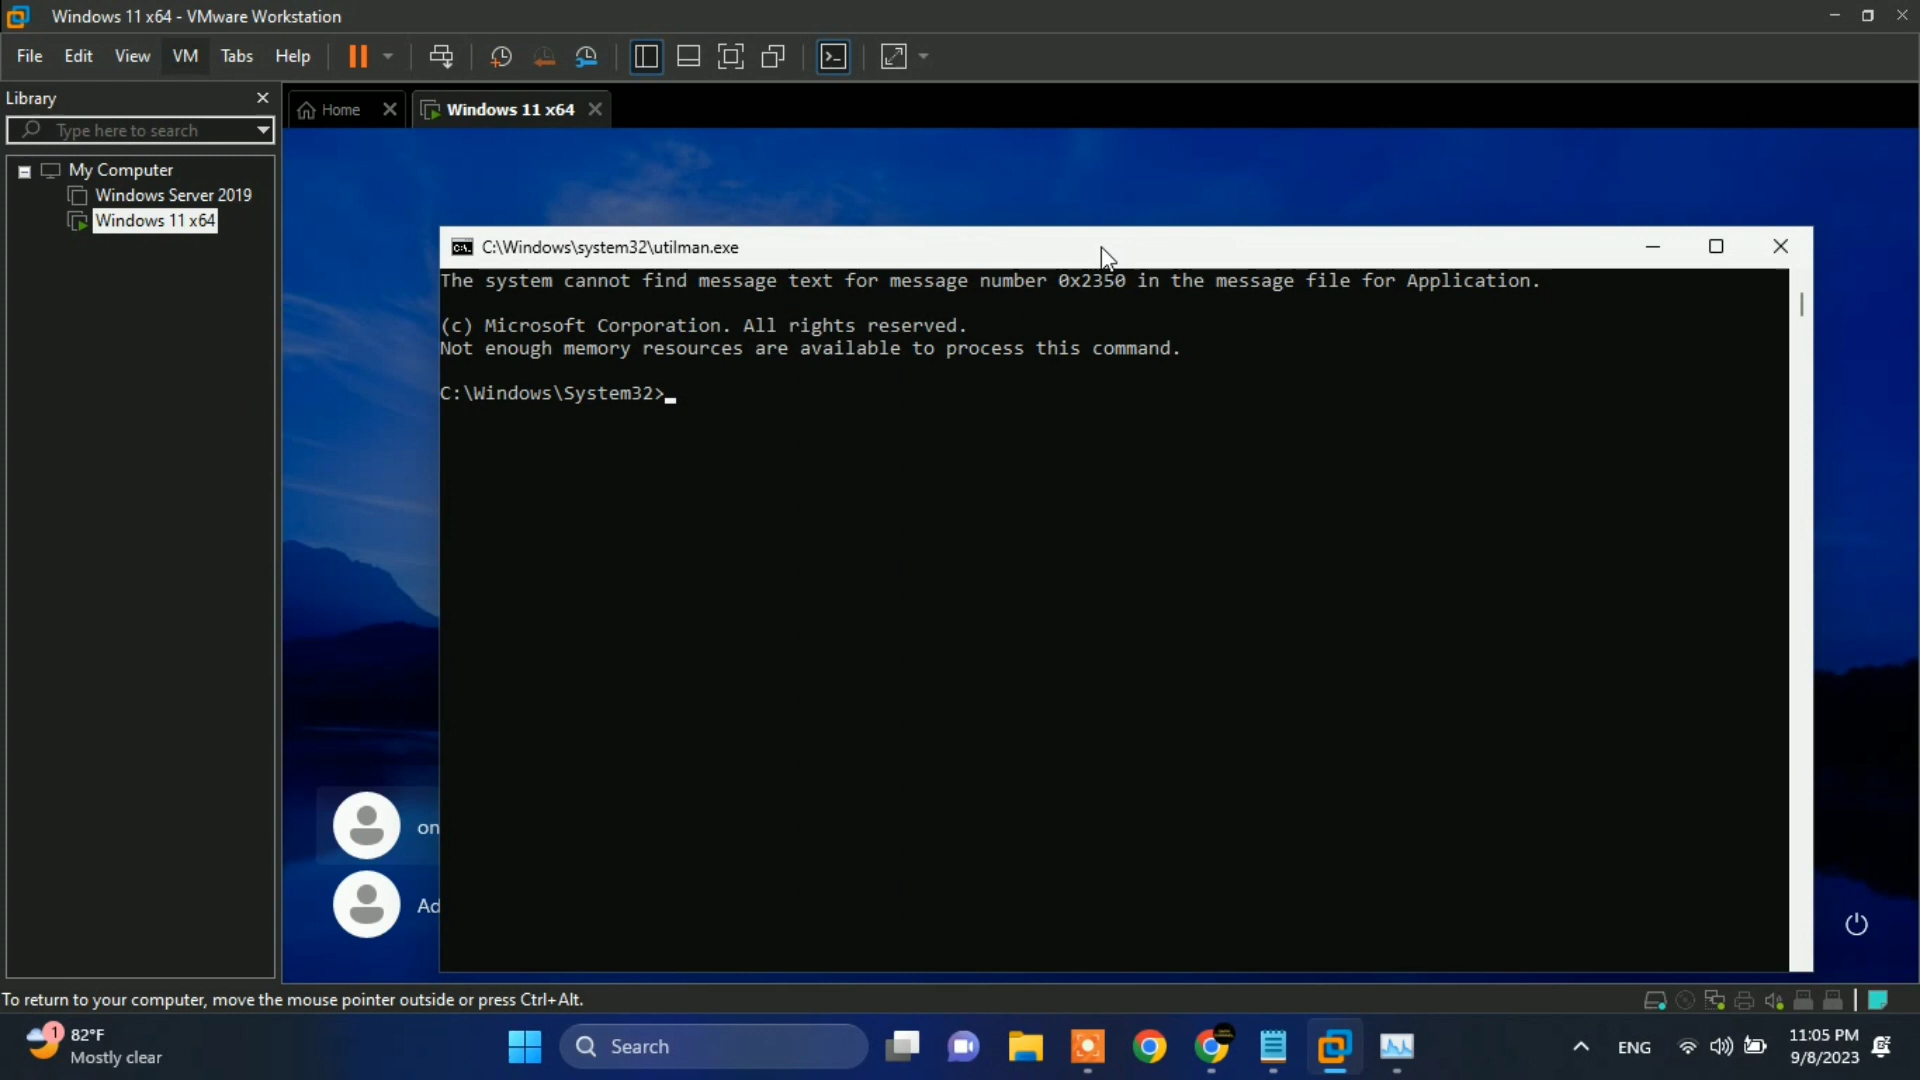 Windows 11 x64 - VMware Workstation
File Edit View VM Tabs Help
Library
Home
Windows 11 x64
Type here to search
My Computer
Windows Server 2019
Windows 11 x64
C:\Windows\system32\utilman.exe
The system cannot find message text for message number 0x2350 in the message file for Application.
(c) Microsoft Corporation. All rights reserved.
Not enough memory resources are available to process this command.
C:\Windows\System32>
on
Ad
To return to your computer, move the mouse pointer outside or press Ctrl+Alt.
1
82°F
Mostly clear
Search
ENG
11:05 PM
9/8/2023